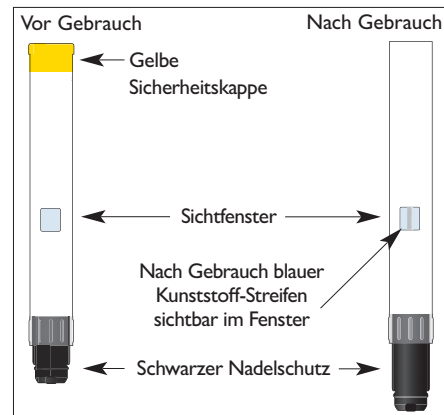 Vor Gebrauch
Nach Gebrauch
Gelbe
Sicherheitskappe
Sichtfenster
Nach Gebrauch blauer
Kunststoff-Streifen
sichtbar im Fenster
Schwarzer Nadelschutz